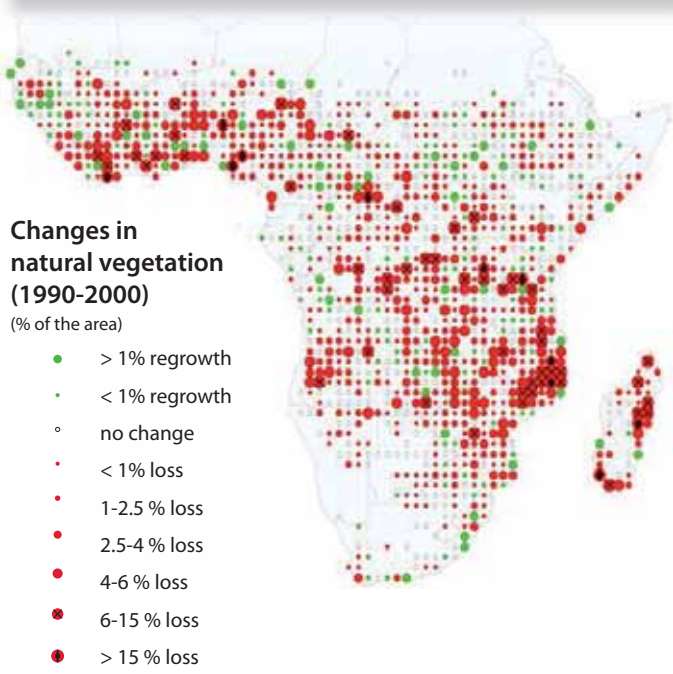 Changes in
natural vegetation
(1990-2000)
(% of the area)
> 1% regrowth
< 1% regrowth
no change
< 1% loss
1-2.5 % loss
2.5-4 % loss
4-6 % loss
6-15 % loss
> 15 % loss